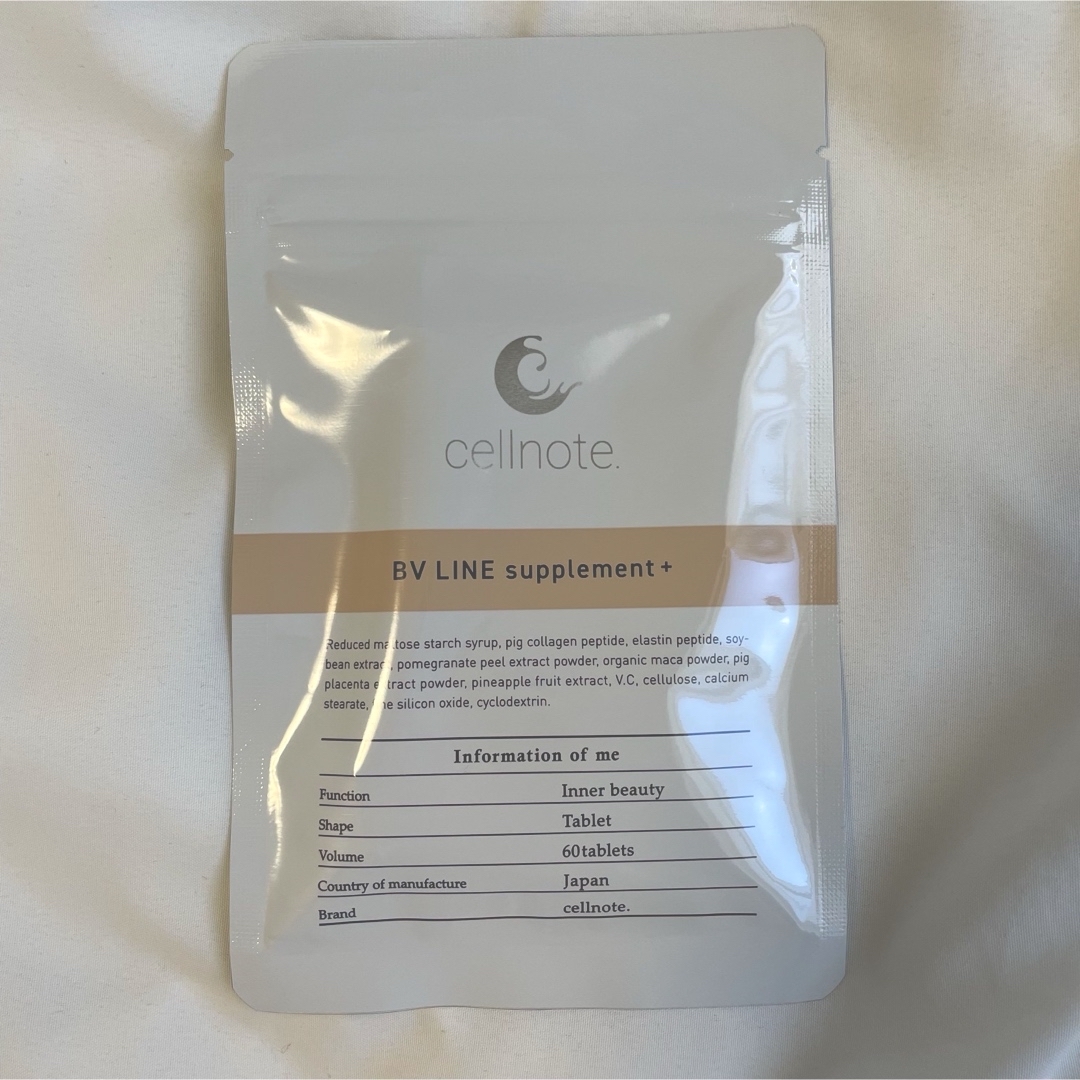 cellnote.
BV LINE supplement+
Reduced maltose starch syrup, pig collagen peptide, elastin peptide, soy-
bean extract, pomegranate peel extract powder, organic maca powder, pig
placenta extract powder, pineapple fruit extract, V.C, cellulose, calcium
stearate, silicon oxide, cyclodextrin.
Information of me
Function Inner beauty
Shape Tablet
Volume 60tablets
Country of manufacture Japan
Brand cellnote.